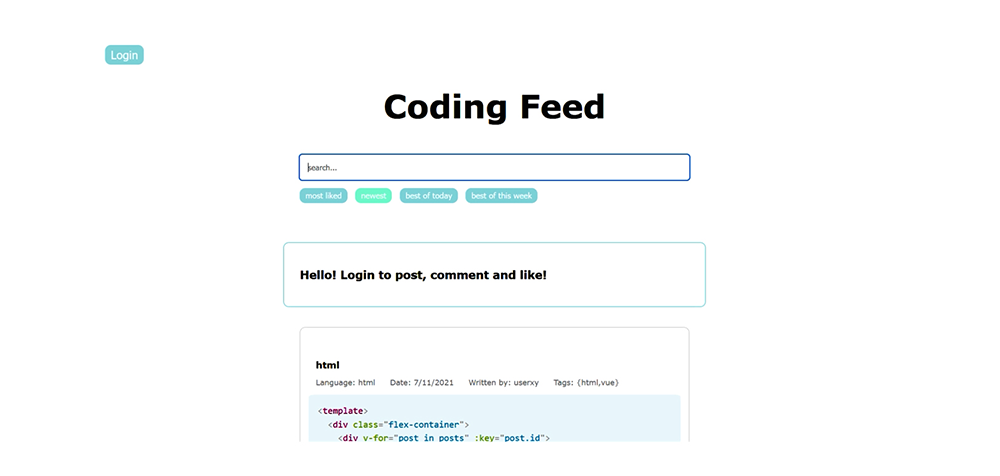 Login
Coding Feed
search...
most liked newest best of today best of this week
Hello! Login to post, comment and like!
html
Language: html Date: 7/11/2021 Written by: userxy Tags: {html,vue}
<template>
<div class="flex-container">
<div v-for="post in posts" :key="post.id">